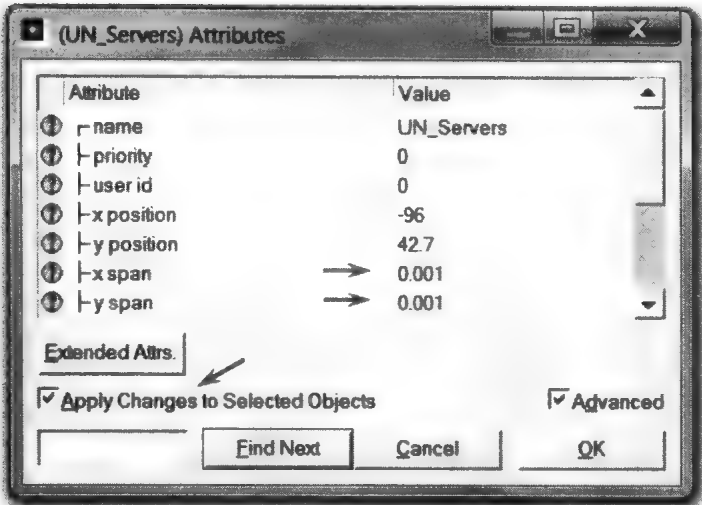 (UN_Servers) Attributes
Attribute Value
name UN_Servers
priority 0
user id 0
x position -96
y position 42.7
x span 0.001
y span 0.001
Extended Attrs.
Apply Changes to Selected Objects Advanced
Find Next Cancel OK